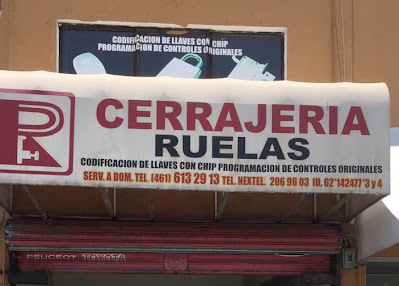 CODIFICACION DE LLAVES CON CHIP
PROGRAMACION DE CONTROLES ORIGINALES
CERRAJERIA
RUELAS
CODIFICACION DE LLAVES CON CHIP PROGRAMACION DE CONTROLES ORIGINALES
SERV. A DOM. TEL. (461) 613 29 13 TEL. NEXTEL. 206 96 03 ID. 62*142477*3 y 4
PEUGEOT TOYOTA